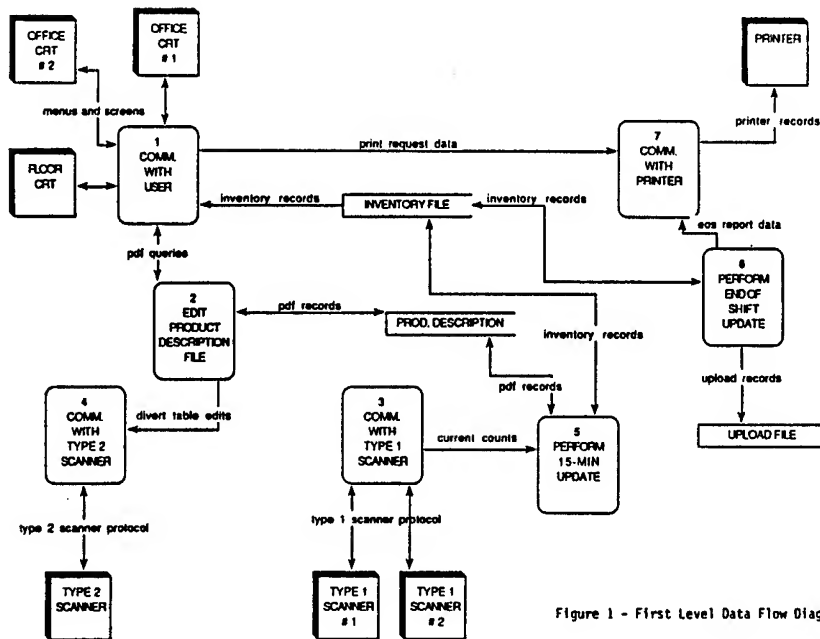 OFFICE
CRT
# 2
OFFICE
CRT
# 1
PRINTER
menus and screens
printer records
1
COMM.
WITH
USER
print request data
7
COMM.
WITH
PRINTER
FLOOR
CRT
inventory records
INVENTORY FILE
inventory records
eos report data
pdf queries
6
PERFORM
END OF
SHIFT
UPDATE
2
EDIT
PRODUCT
DESCRIPTION
FILE
pdf records
PROD. DESCRIPTION
inventory records
pdf records
upload records
4
COMM.
WITH
TYPE 2
SCANNER
divert table edits
3
COMM.
WITH
TYPE 1
SCANNER
current counts
5
PERFORM
15-MIN
UPDATE
UPLOAD FILE
type 2 scanner protocol
type 1 scanner protocol
TYPE 2
SCANNER
TYPE 1
SCANNER
# 1
TYPE 1
SCANNER
# 2
Figure 1 - First Level Data Flow Diag